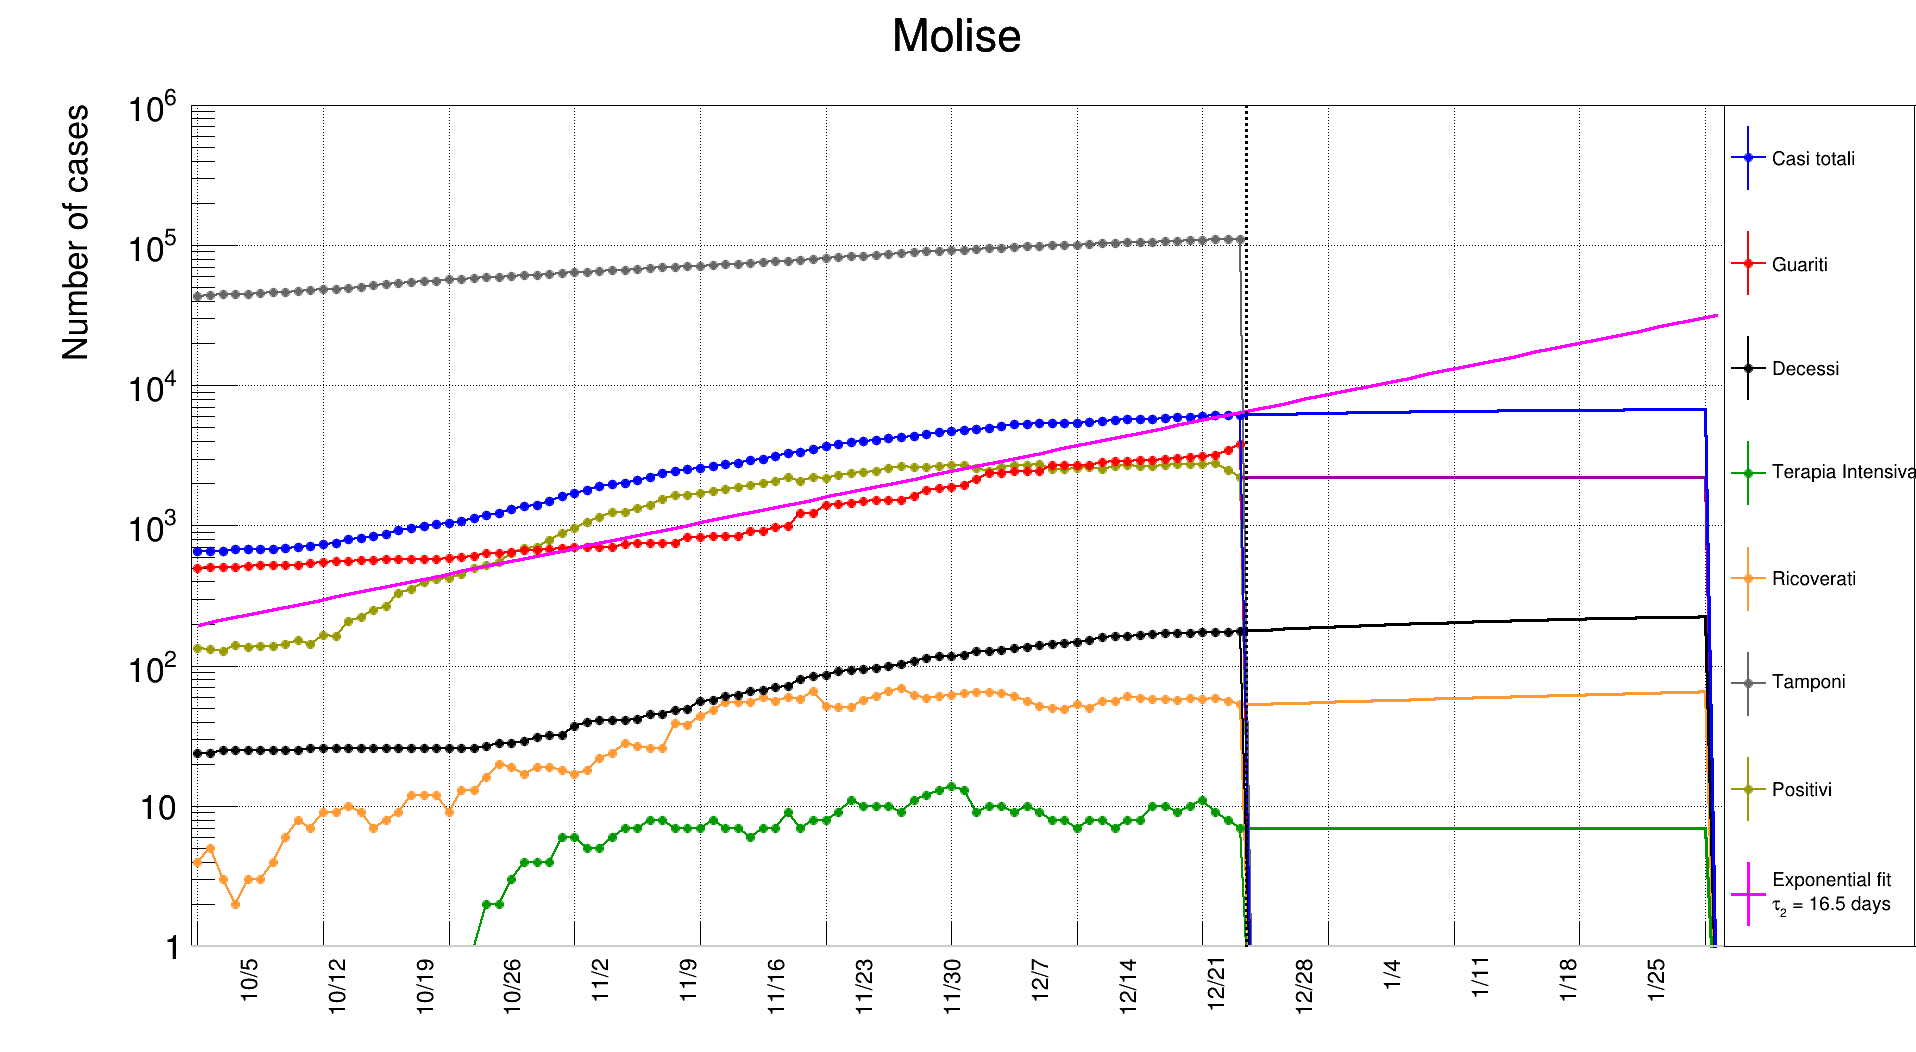 Molise
Number of cases
10^6
10^5
10^4
10^3
10^2
10
1
10/5
10/12
10/19
10/26
11/2
11/9
11/16
11/23
11/30
12/7
12/14
12/21
12/28
1/4
1/11
1/18
1/25
Casi totali
Guariti
Decessi
Terapia Intensiva
Ricoverati
Tamponi
Positivi
Exponential fit
τ₂ = 16.5 days